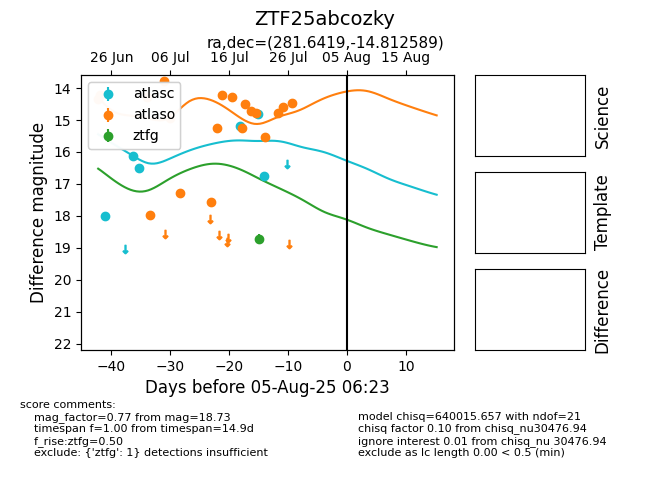 ZTF25abcozky
ra,dec=(281.6419,-14.812589)
26 Jun 06 Jul 16 Jul 26 Jul 05 Aug 15 Aug
atlasc
atlaso
ztfg
14
15
16
17
18
19
20
21
22
Difference magnitude
−40 −30 −20 −10 0 10
Days before 05-Aug-25 06:23
Science
Template
Difference
score comments:
mag_factor=0.77 from mag=18.73
timespan f=1.00 from timespan=14.9d
f_rise:ztfg=0.50
exclude: {'ztfg': 1} detections insufficient
model chisq=640015.657 with ndof=21
chisq factor 0.10 from chisq_nu30476.94
ignore interest 0.01 from chisq_nu 30476.94
exclude as lc length 0.00 < 0.5 (min)